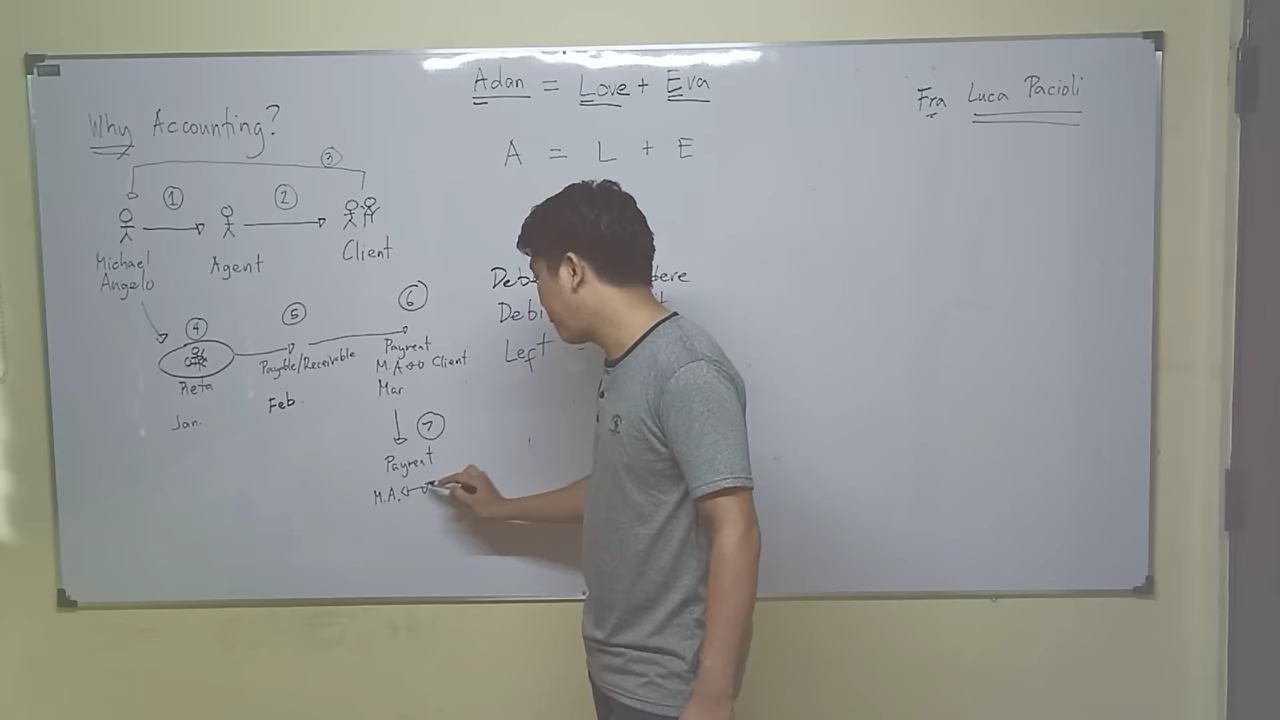 Adan = Love + Eva
Fra Luca Pacioli
Why Accounting?
A = L + E
3
1
2
Michael
Angelo
Agent
Client
4
5
6
Pieta
Jan.
Payable/Receivable
Feb.
Payment
M.A ↔ Client
Mar
7
Payment
M.A. ↔
Left